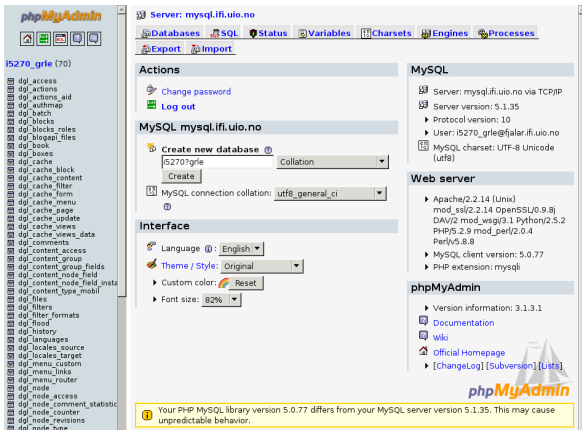 phpMyAdmin
i5270_grle (70)
dgl_access
dgl_actions
dgl_actions_aid
dgl_authmap
dgl_batch
dgl_blocks
dgl_blocks_roles
dgl_blogapi_files
dgl_book
dgl_boxes
dgl_cache
dgl_cache_block
dgl_cache_content
dgl_cache_filter
dgl_cache_form
dgl_cache_menu
dgl_cache_page
dgl_cache_update
dgl_cache_views
dgl_cache_views_data
dgl_comments
dgl_content_access
dgl_content_group
dgl_content_group_fields
dgl_content_node_field
dgl_content_node_field_insta
dgl_content_type_mobil
dgl_files
dgl_filters
dgl_filter_formats
dgl_flood
dgl_history
dgl_languages
dgl_locales_source
dgl_locales_target
dgl_menu_custom
dgl_menu_links
dgl_menu_router
dgl_node
dgl_node_access
dgl_node_comment_statistic
dgl_node_counter
dgl_node_revisions
dgl_node_type
Server: mysql.ifi.uio.no
Databases SQL Status Variables Charsets Engines Processes
Export Import
Actions
Change password
Log out
MySQL mysql.ifi.uio.no
Create new database
i5270?grle Collation
Create
MySQL connection collation: utf8_general_ci
Interface
Language : English
Theme / Style: Original
Custom color: Reset
Font size: 82%
MySQL
Server: mysql.ifi.uio.no via TCP/IP
Server version: 5.1.35
Protocol version: 10
User: i5270_grle@fjalar.ifi.uio.no
MySQL charset: UTF-8 Unicode
(utf8)
Web server
Apache/2.2.14 (Unix)
mod_ssl/2.2.14 OpenSSL/0.9.8j
DAV/2 mod_wsgi/3.1 Python/2.5.2
PHP/5.2.9 mod_perl/2.0.4
Perl/v5.8.8
MySQL client version: 5.0.77
PHP extension: mysqli
phpMyAdmin
Version information: 3.1.3.1
Documentation
Wiki
Official Homepage
[ChangeLog] [Subversion] [Lists]
phpMyAdmin
Your PHP MySQL library version 5.0.77 differs from your MySQL server version 5.1.35. This may cause
unpredictable behavior.